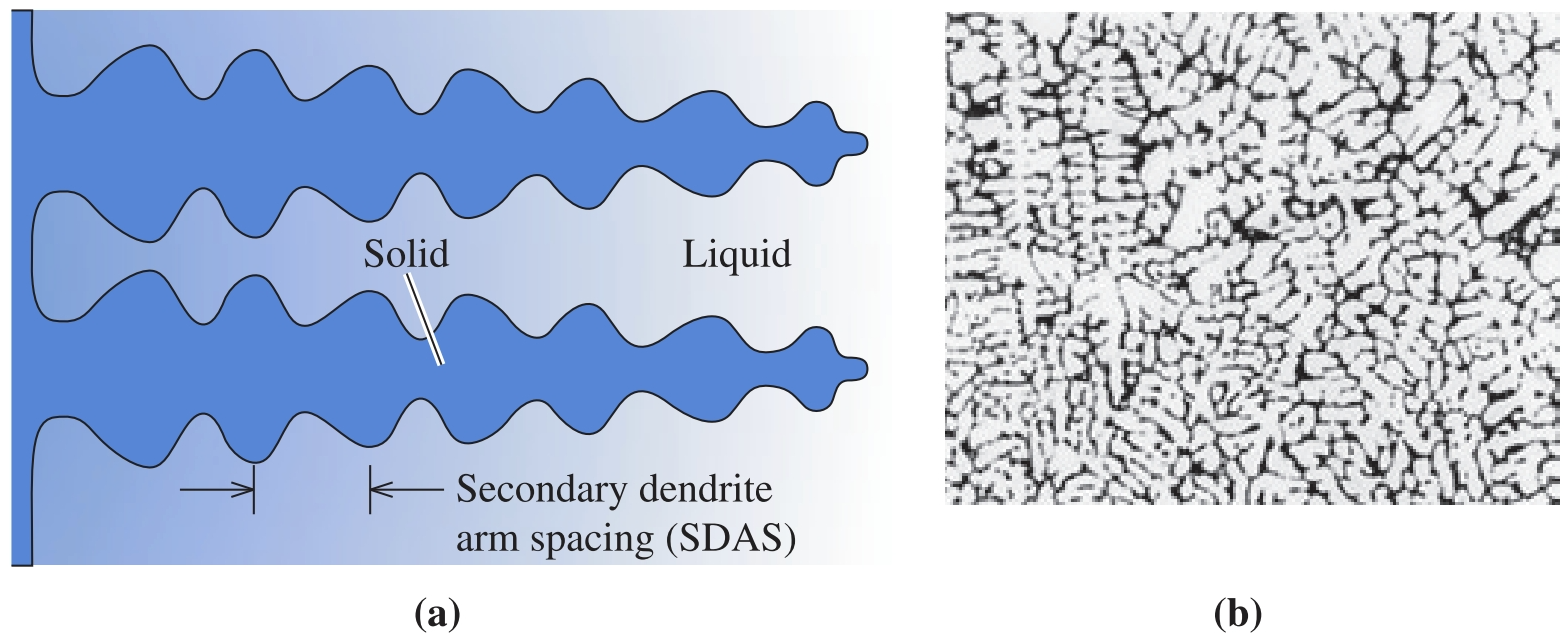 Solid
Liquid
Secondary dendrite
arm spacing (SDAS)
(a)
(b)